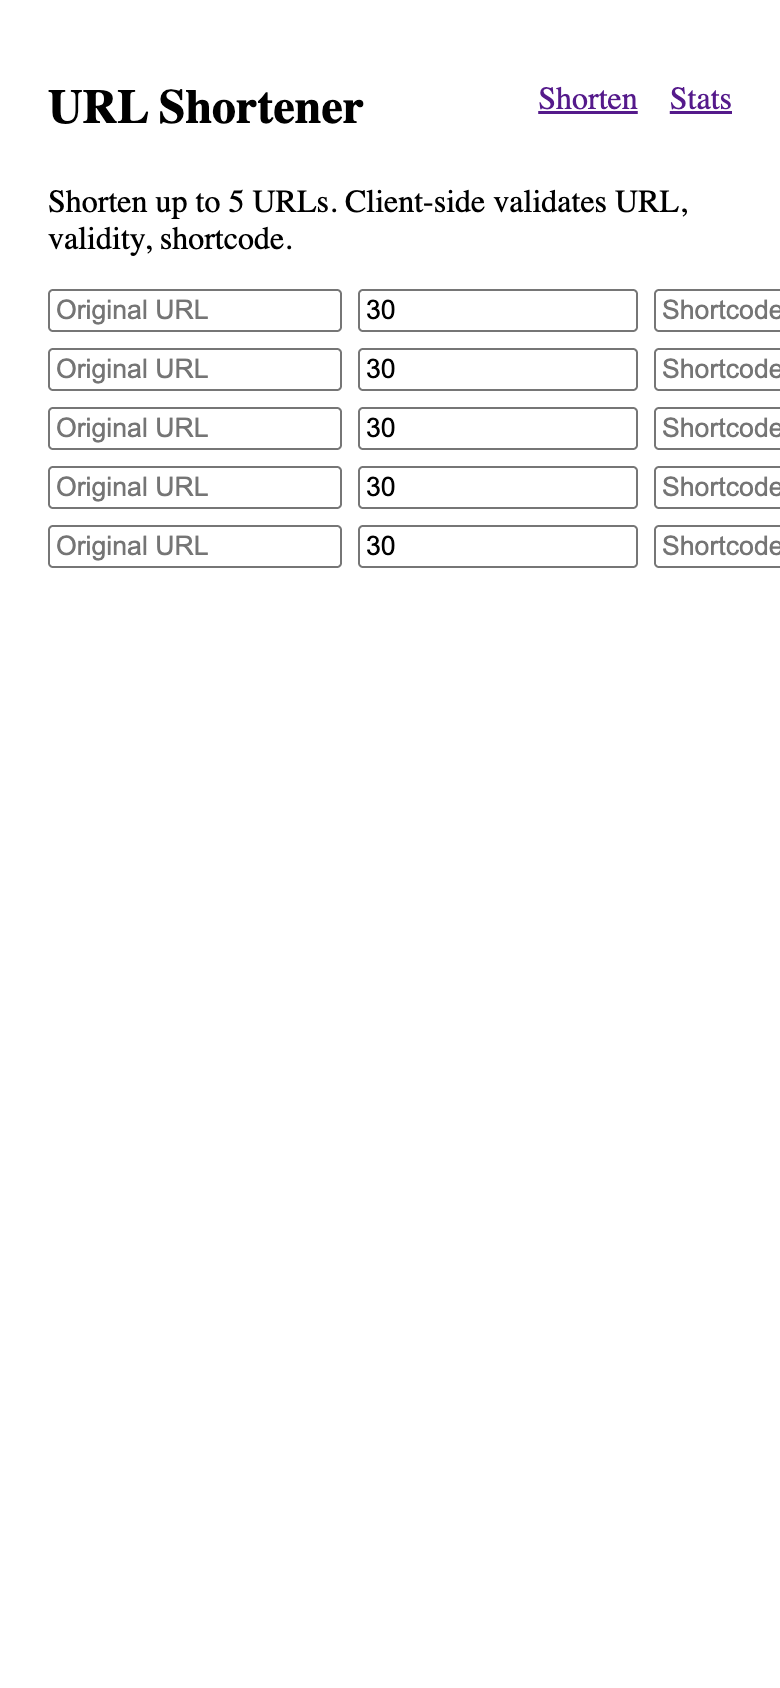 URL Shortener Shorten Stats
Shorten up to 5 URLs. Client-side validates URL,
validity, shortcode.
Original URL 30 Shortcode
Original URL 30 Shortcode
Original URL 30 Shortcode
Original URL 30 Shortcode
Original URL 30 Shortcode